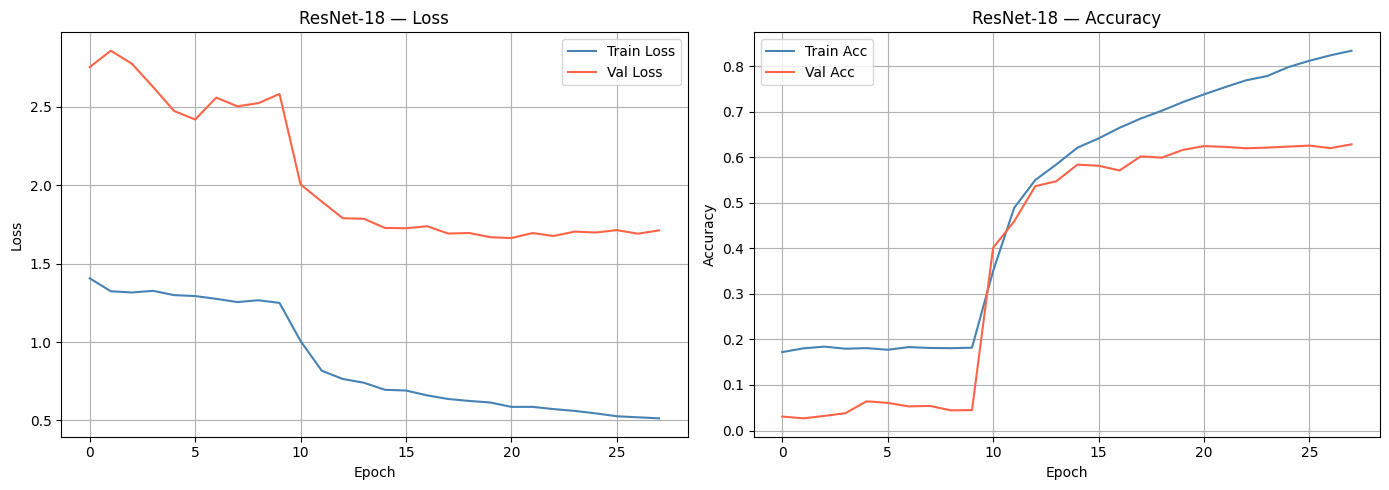 ResNet-18 — Loss
Train Loss
Val Loss
2.5
2.0
1.5
1.0
0.5
Loss
0 5 10 15 20 25
Epoch
ResNet-18 — Accuracy
Train Acc
Val Acc
0.8
0.7
0.6
0.5
0.4
0.3
0.2
0.1
0.0
Accuracy
0 5 10 15 20 25
Epoch